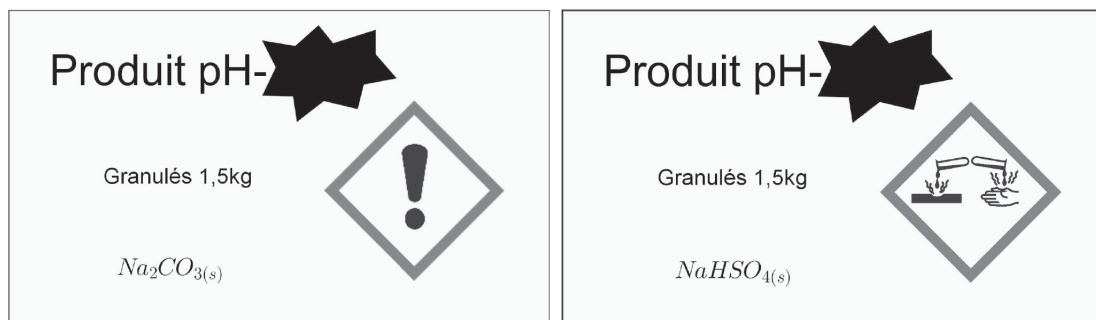 Produit pH-
Granulés 1,5kg
Na₂CO₃₍ₛ₎
Produit pH-
Granulés 1,5kg
NaHSO₄₍ₛ₎